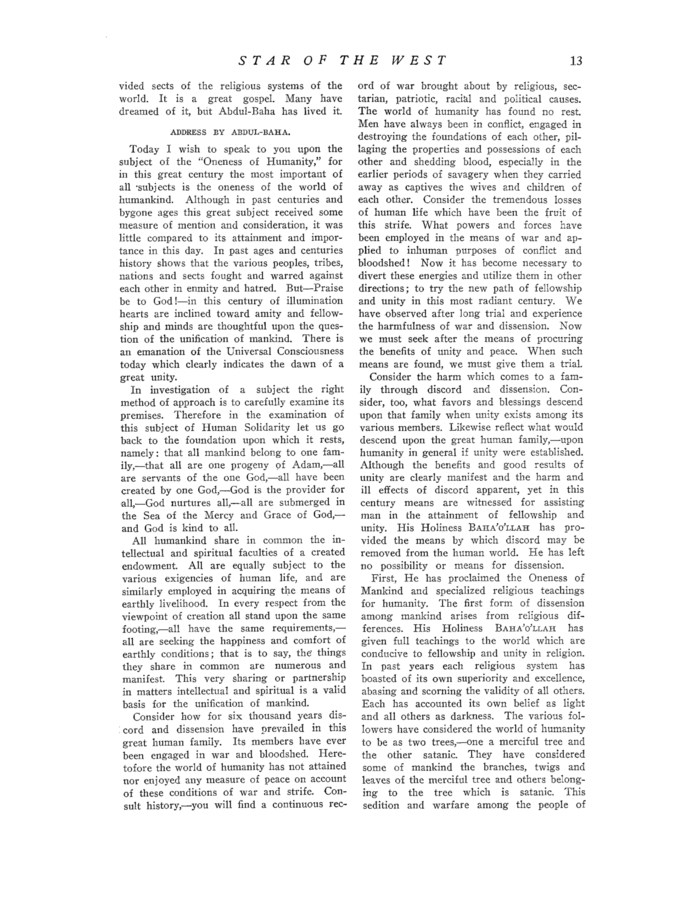 STAR OF THE WEST 13
vided sects of the religious systems of the
world. It is a great gospel. Many have
dreamed of it, but Abdul-Baha has lived it.
ADDRESS BY ABDUL-BAHA.
Today I wish to speak to you upon the
subject of the "Oneness of Humanity," for
in this great century the most important of
all subjects is the oneness of the world of
humankind. Although in past centuries and
bygone ages this great subject received some
measure of mention and consideration, it was
little compared to its attainment and impor-
tance in this day. In past ages and centuries
history shows that the various peoples, tribes,
nations and sects fought and warred against
each other in enmity and hatred. But—Praise
be to God!—in this century of illumination
hearts are inclined toward amity and fellow-
ship and minds are thoughtful upon the ques-
tion of the unification of mankind. There is
an emanation of the Universal Consciousness
today which clearly indicates the dawn of a
great unity.
In investigation of a subject the right
method of approach is to carefully examine its
premises. Therefore in the examination of
this subject of Human Solidarity let us go
back to the foundation upon which it rests,
namely: that all mankind belong to one fam-
ily,—that all are one progeny of Adam,—all
are servants of the one God,—all have been
created by one God,—God is the provider for
all,—God nurtures all,—all are submerged in
the Sea of the Mercy and Grace of God,—
and God is kind to all.
All humankind share in common the in-
tellectual and spiritual faculties of a created
endowment. All are equally subject to the
various exigencies of human life, and are
similarly employed in acquiring the means of
earthly livelihood. In every respect from the
viewpoint of creation all stand upon the same
footing,—all have the same requirements,—
all are seeking the happiness and comfort of
earthly conditions; that is to say, the things
they share in common are numerous and
manifest. This very sharing or partnership
in matters intellectual and spiritual is a valid
basis for the unification of mankind.
Consider how for six thousand years dis-
cord and dissension have prevailed in this
great human family. Its members have ever
been engaged in war and bloodshed. Here-
tofore the world of humanity has not attained
nor enjoyed any measure of peace on account
of these conditions of war and strife. Con-
sult history,—you will find a continuous rec-
ord of war brought about by religious, sec-
tarian, patriotic, racial and political causes.
The world of humanity has found no rest.
Men have always been in conflict, engaged in
destroying the foundations of each other, pil-
laging the properties and possessions of each
other and shedding blood, especially in the
earlier periods of savagery when they carried
away as captives the wives and children of
each other. Consider the tremendous losses
of human life which have been the fruit of
this strife. What powers and forces have
been employed in the means of war and ap-
plied to inhuman purposes of conflict and
bloodshed! Now it has become necessary to
divert these energies and utilize them in other
directions; to try the new path of fellowship
and unity in this most radiant century. We
have observed after long trial and experience
the harmfulness of war and dissension. Now
we must seek after the means of procuring
the benefits of unity and peace. When such
means are found, we must give them a trial.
Consider the harm which comes to a fam-
ily through discord and dissension. Con-
sider, too, what favors and blessings descend
upon that family when unity exists among its
various members. Likewise reflect what would
descend upon the great human family,—upon
humanity in general if unity were established.
Although the benefits and good results of
unity are clearly manifest and the harm and
ill effects of discord apparent, yet in this
century means are witnessed for assisting
man in the attainment of fellowship and
unity. His Holiness BAHA'O'LLAH has pro-
vided the means by which discord may be
removed from the human world. He has left
no possibility or means for dissension.
First, He has proclaimed the Oneness of
Mankind and specialized religious teachings
for humanity. The first form of dissension
among mankind arises from religious dif-
ferences. His Holiness BAHA'O'LLAH has
given full teachings to the world which are
conducive to fellowship and unity in religion.
In past years each religious system has
boasted of its own superiority and excellence,
abasing and scorning the validity of all others.
Each has accounted its own belief as light
and all others as darkness. The various fol-
lowers have considered the world of humanity
to be as two trees,—one a merciful tree and
the other satanic. They have considered
some of mankind the branches, twigs and
leaves of the merciful tree and others belong-
ing to the tree which is satanic. This
sedition and warfare among the people of